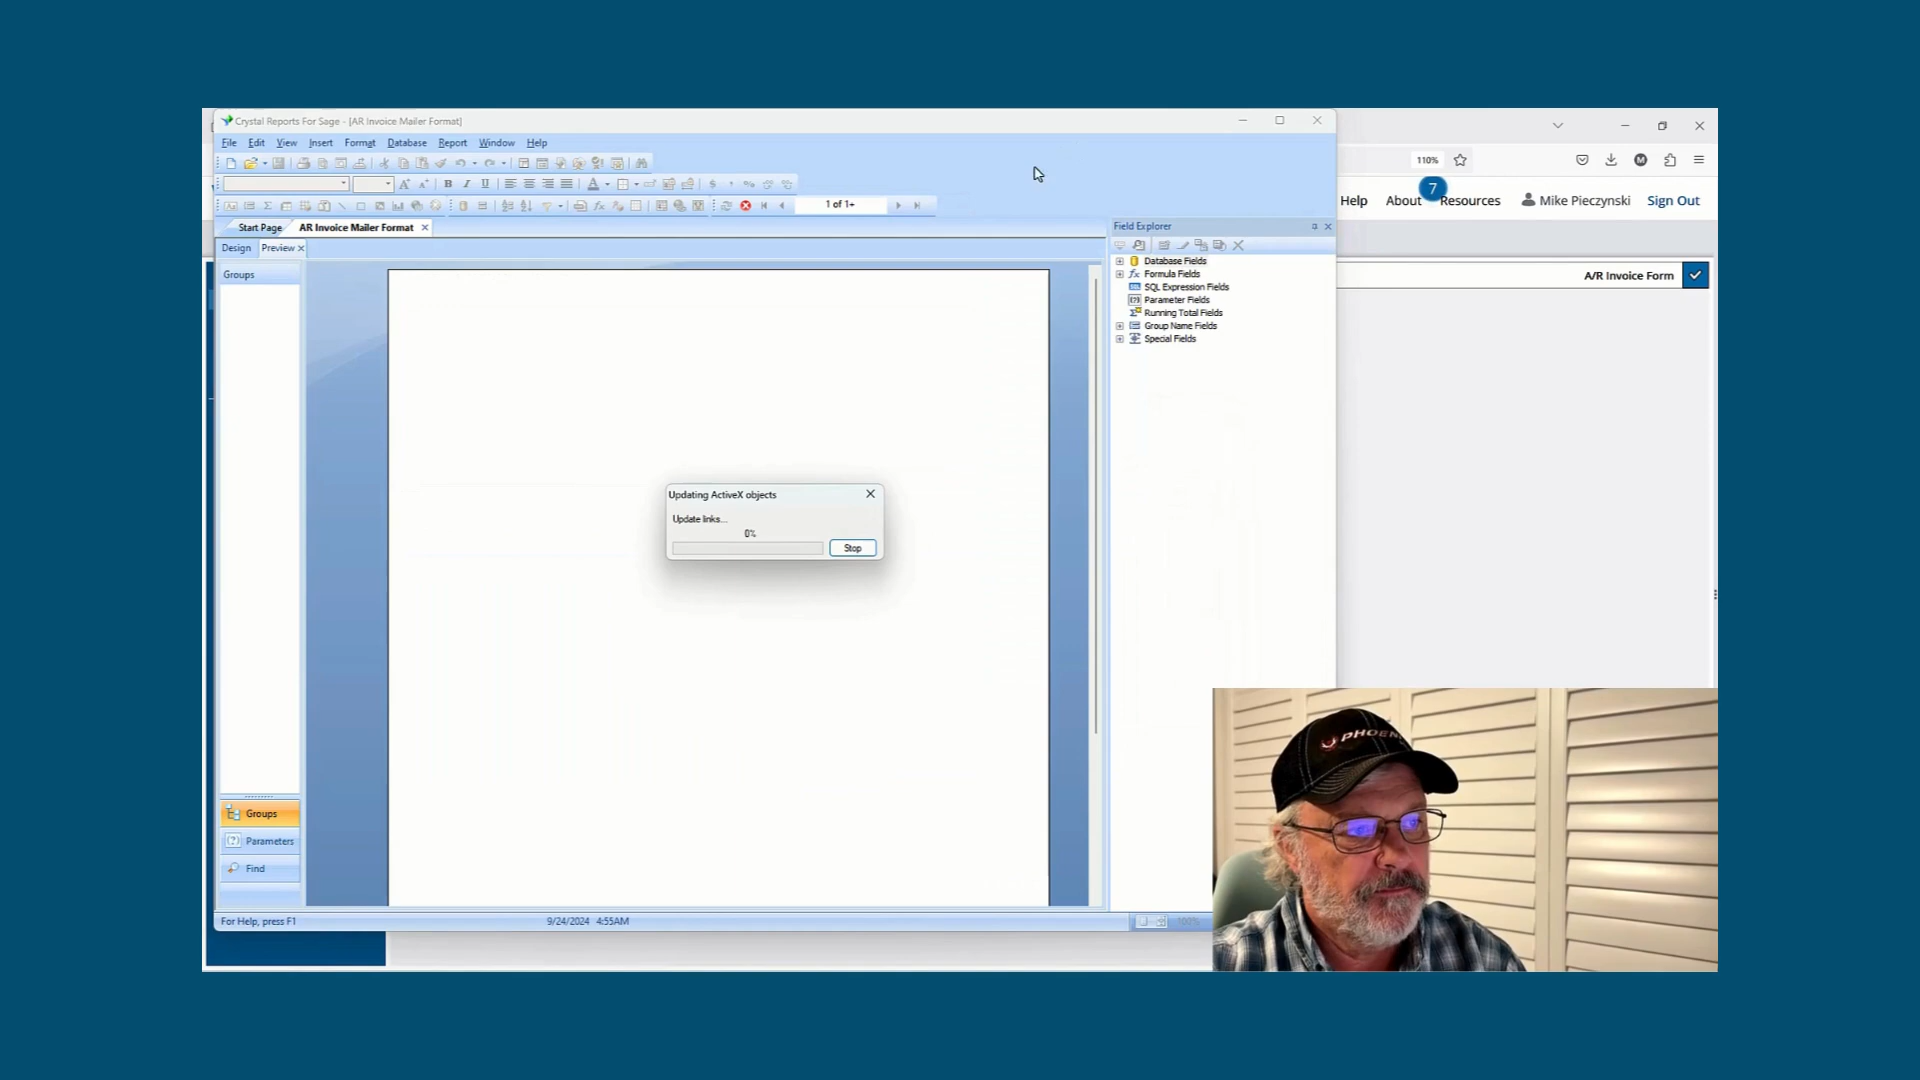 Crystal Reports For Sage - [AR Invoice Mailer Format]
File Edit View Insert Format Database Report Window Help
110%
1 of 1+
7
Help About Resources Mike Pieczynski Sign Out
Start Page AR Invoice Mailer Format
Design Preview
Groups
Field Explorer
Database Fields
Formula Fields
SQL Expression Fields
Parameter Fields
Running Total Fields
Group Name Fields
Special Fields
A/R Invoice Form
Updating ActiveX objects
Update links...
0%
Stop
Groups
Parameters
Find
For Help, press F1
9/24/2024 4:55AM
100%